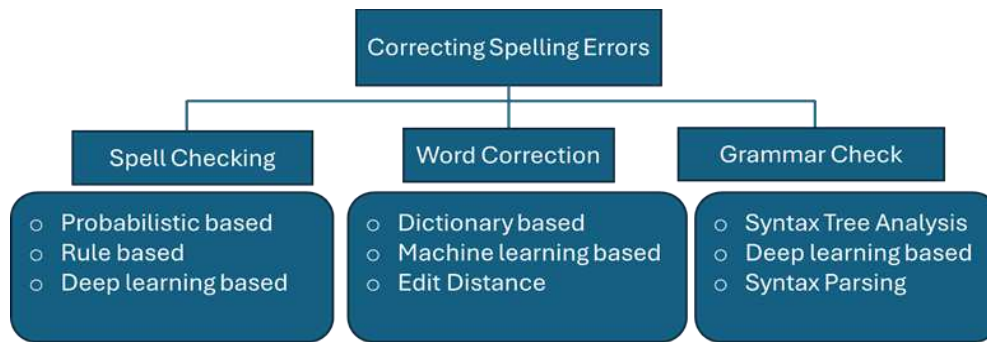 Correcting Spelling Errors
Spell Checking
Word Correction
Grammar Check
Probabilistic based
Rule based
Deep learning based
Dictionary based
Machine learning based
Edit Distance
Syntax Tree Analysis
Deep learning based
Syntax Parsing